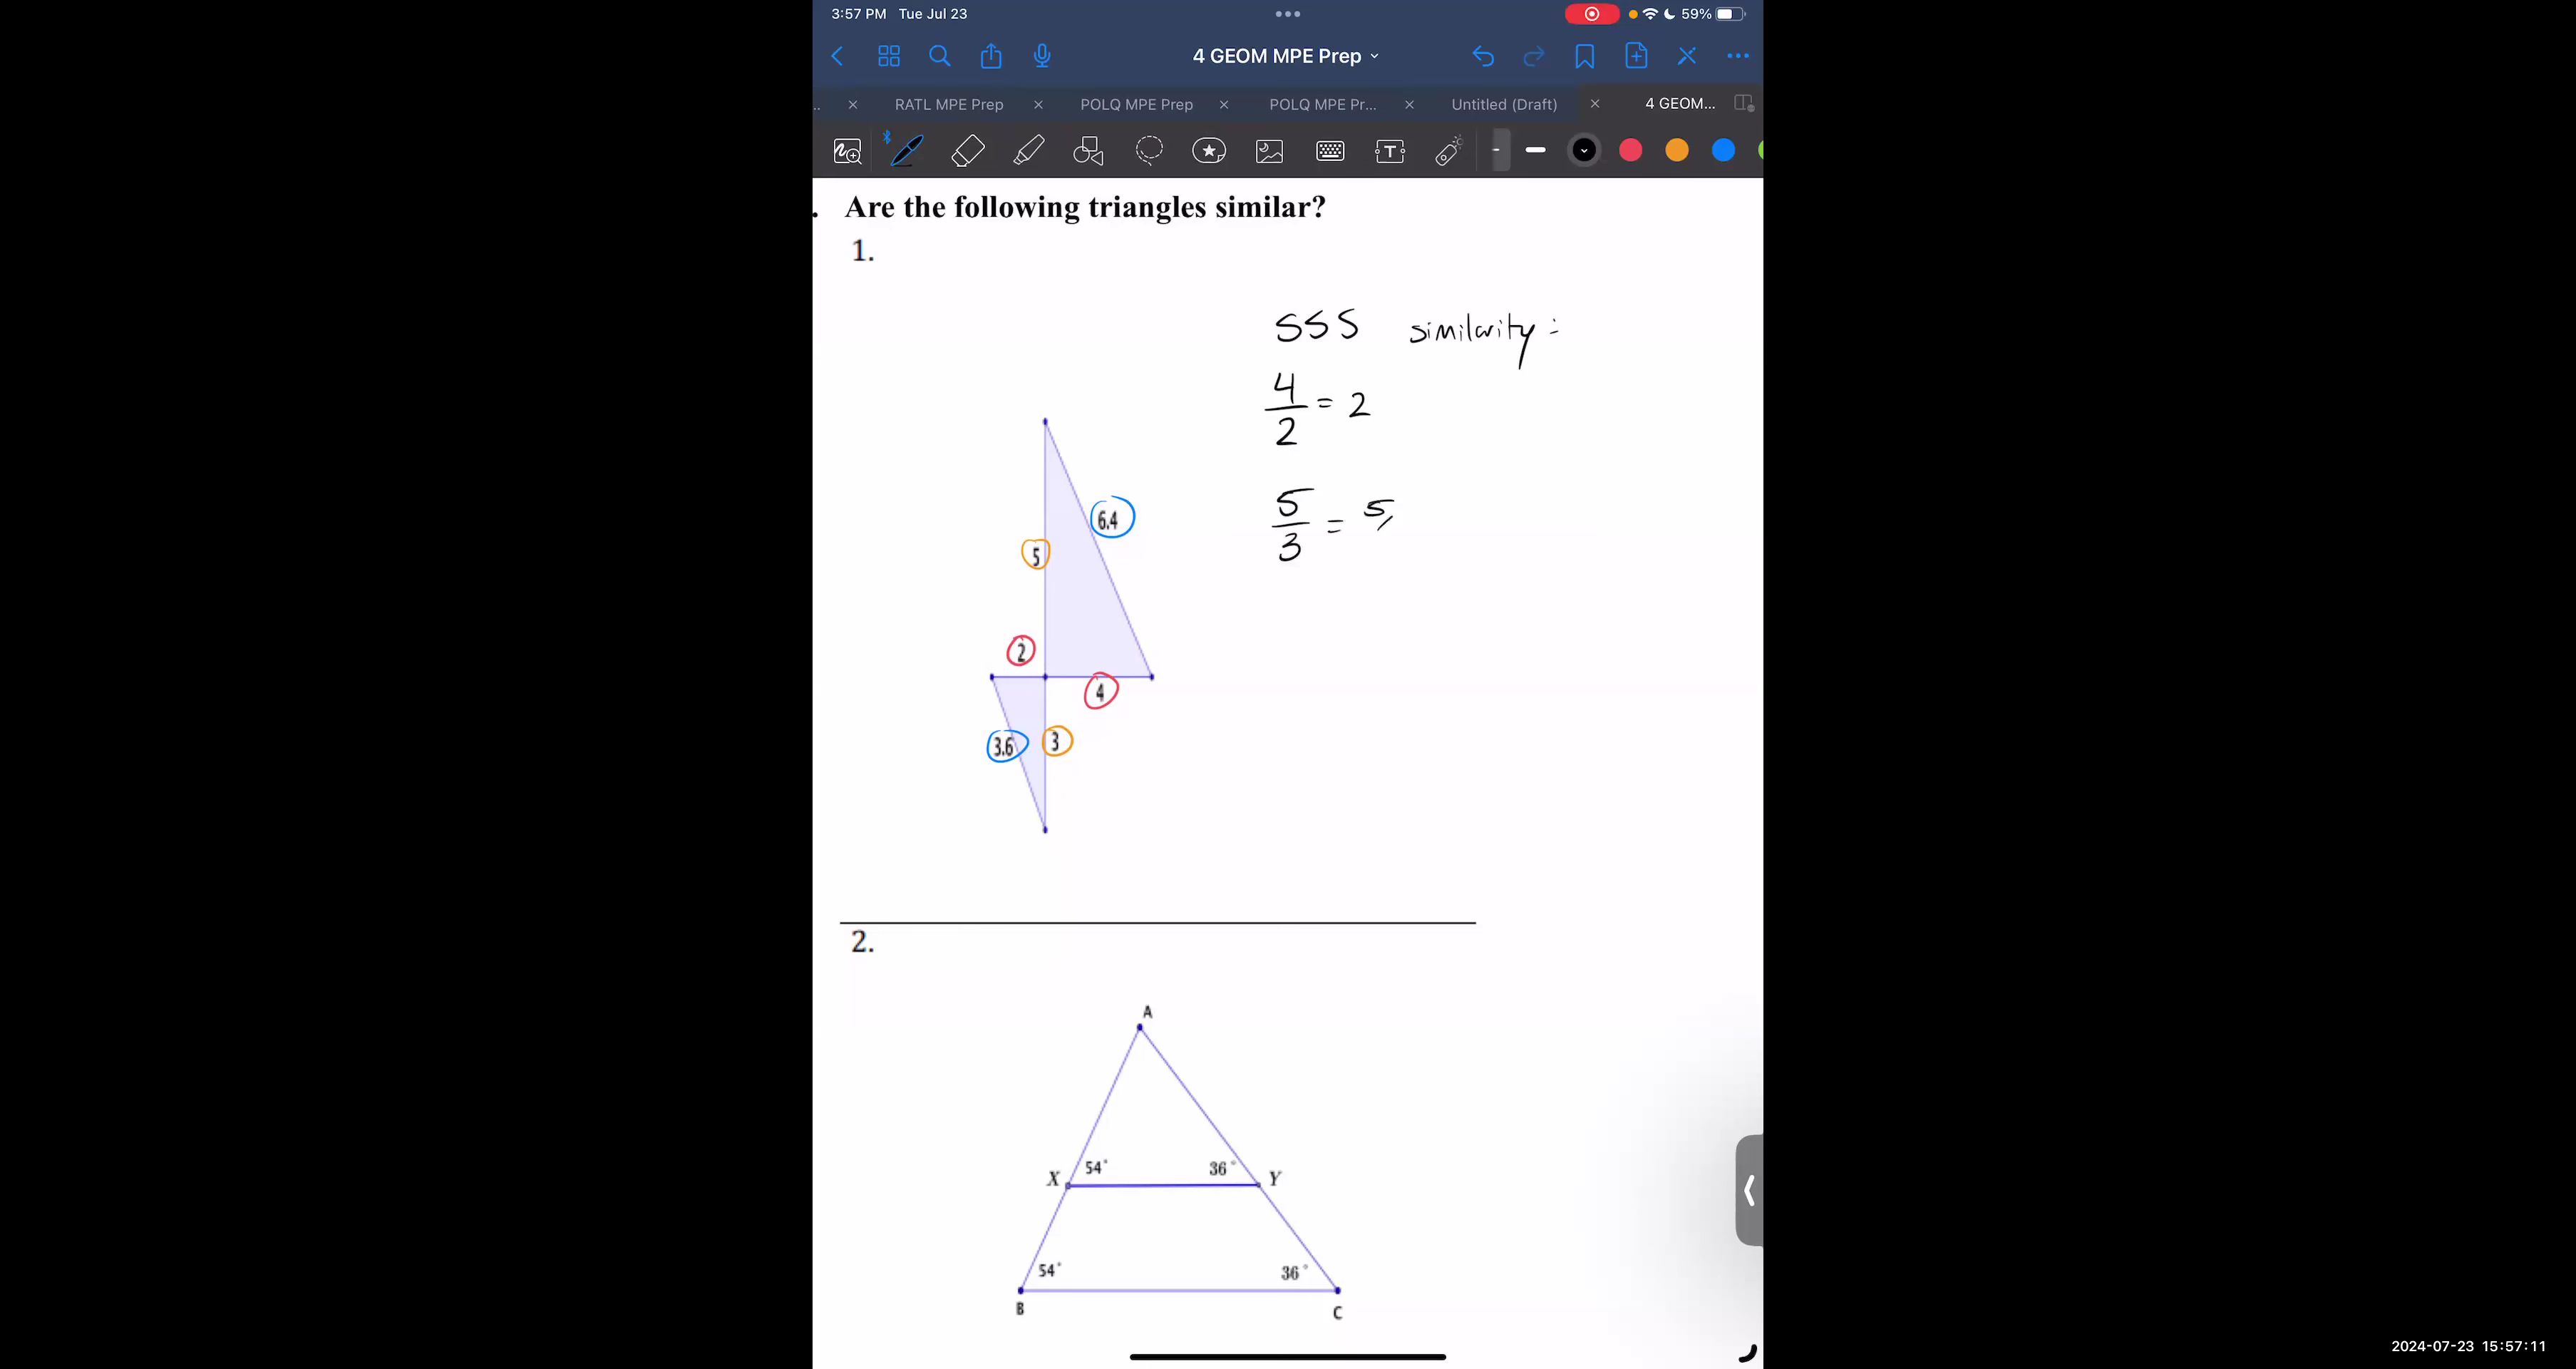 3:57 PM Tue Jul 23
59%
4 GEOM MPE Prep
.. RATL MPE Prep POLQ MPE Prep POLQ MPE Pr... Untitled (Draft) 4 GEOM...
T
. Are the following triangles similar?
1.
SSS similarity :
4/2 = 2
5/3 = 5/
6.4
5
2
4
3.6 3
2.
A
X 54° 36° Y
54° 36°
B C
2024-07-23 15:57:11